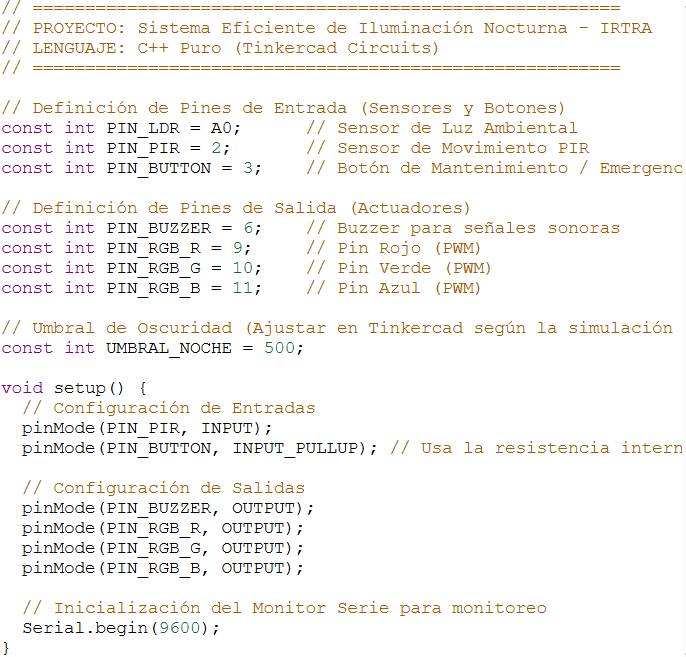 // ========================================================
// PROYECTO: Sistema Eficiente de Iluminación Nocturna - IRTRA
// LENGUAJE: C++ Puro (Tinkercad Circuits)
// ========================================================
// Definición de Pines de Entrada (Sensores y Botones)
const int PIN_LDR = A0;      // Sensor de Luz Ambiental
const int PIN_PIR = 2;       // Sensor de Movimiento PIR
const int PIN_BUTTON = 3;    // Botón de Mantenimiento / Emergenc
// Definición de Pines de Salida (Actuadores)
const int PIN_BUZZER = 6;    // Buzzer para señales sonoras
const int PIN_RGB_R = 9;     // Pin Rojo (PWM)
const int PIN_RGB_G = 10;    // Pin Verde (PWM)
const int PIN_RGB_B = 11;    // Pin Azul (PWM)
// Umbral de Oscuridad (Ajustar en Tinkercad según la simulación
const int UMBRAL_NOCHE = 500;
void setup() {
  // Configuración de Entradas
  pinMode(PIN_PIR, INPUT);
  pinMode(PIN_BUTTON, INPUT_PULLUP); // Usa la resistencia intern
  // Configuración de Salidas
  pinMode(PIN_BUZZER, OUTPUT);
  pinMode(PIN_RGB_R, OUTPUT);
  pinMode(PIN_RGB_G, OUTPUT);
  pinMode(PIN_RGB_B, OUTPUT);
  // Inicialización del Monitor Serie para monitoreo
  Serial.begin(9600);
}